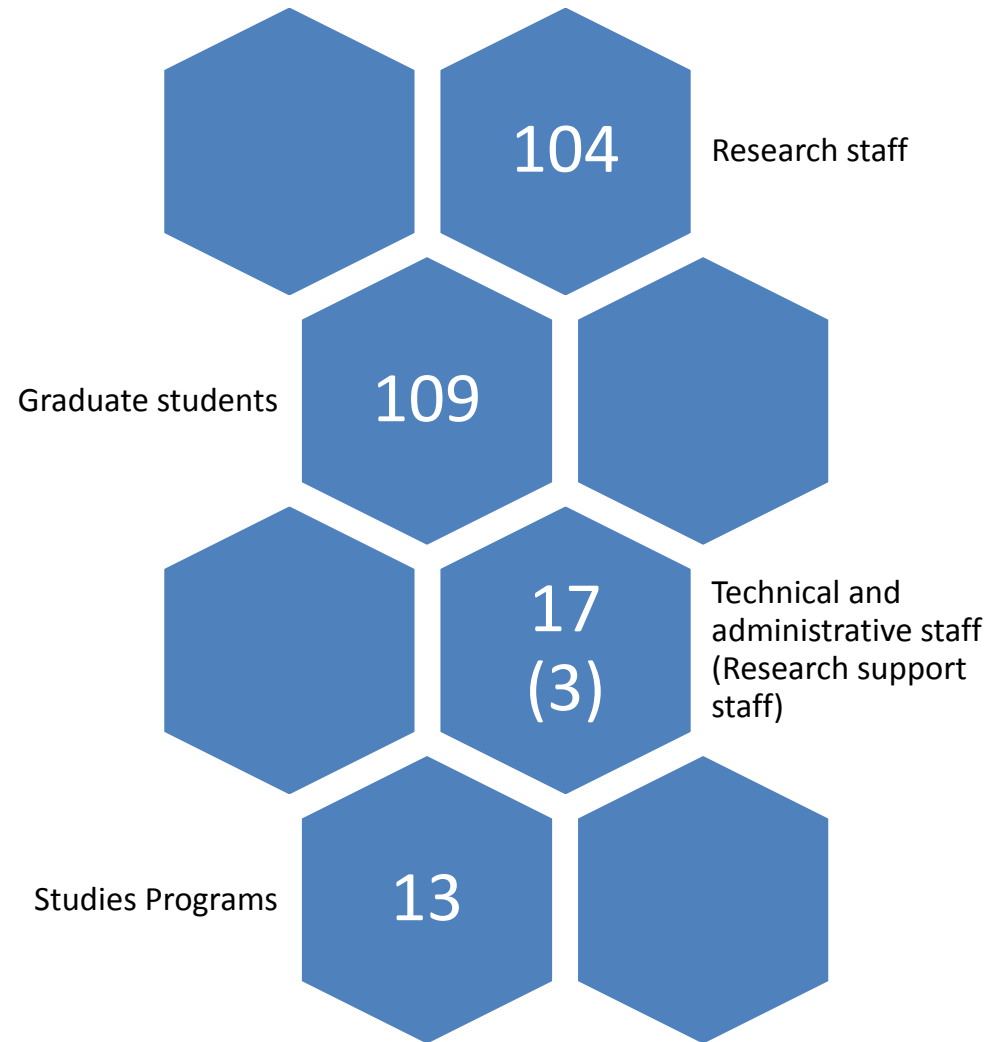 104
Research staff
Graduate students
109
17
(3)
Technical and
administrative staff
(Research support
staff)
Studies Programs
13